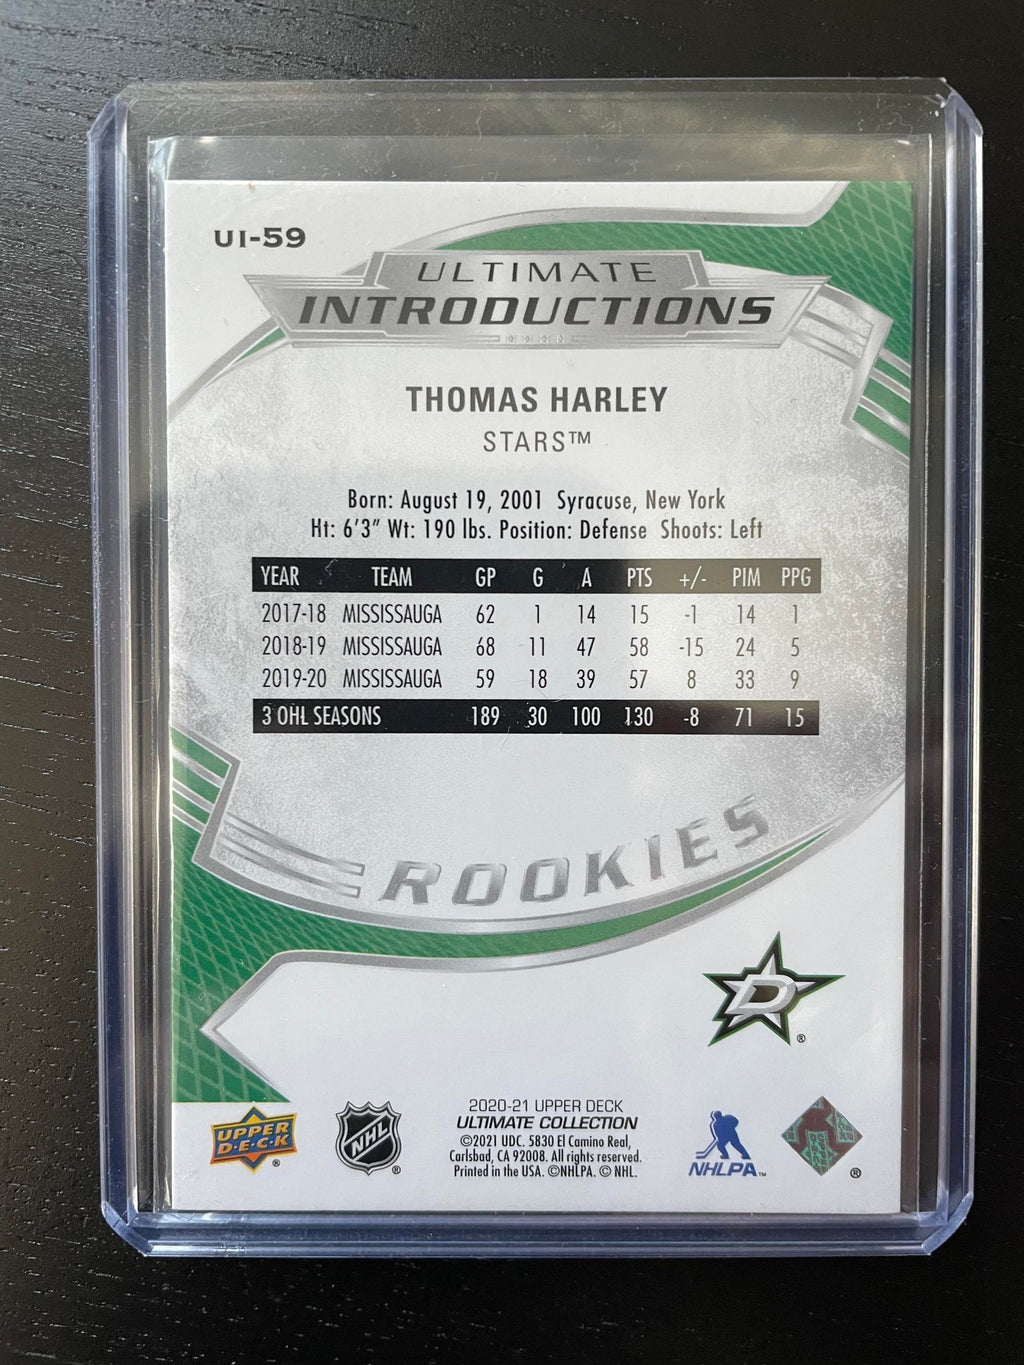 UI-59
ULTIMATE
INTRODUCTIONS
THOMAS HARLEY
STARS™
Born: August 19, 2001 Syracuse, New York
Ht: 6'3" Wt: 190 lbs. Position: Defense Shoots: Left
YEAR TEAM GP G A PTS +/- PIM PPG
2017-18 MISSISSAUGA 62 1 14 15 -1 14 1
2018-19 MISSISSAUGA 68 11 47 58 -15 24 5
2019-20 MISSISSAUGA 59 18 39 57 8 33 9
3 OHL SEASONS 189 30 100 130 -8 71 15
ROOKIES
D
®
UPPER
D·E·C·K
®
NHL
®
2020-21 UPPER DECK
ULTIMATE COLLECTION
©2021 UDC. 5830 El Camino Real,
Carlsbad, CA 92008. All rights reserved.
Printed in the USA. ©NHLPA. © NHL.
NHLPA™
®